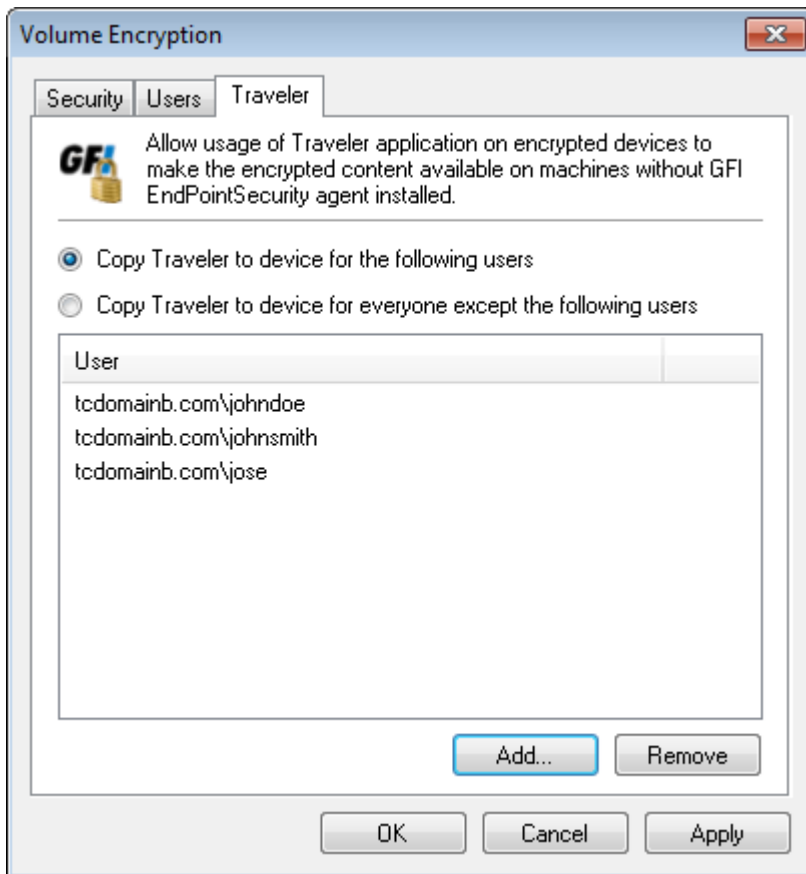 Volume Encryption
Security Users Traveler
GFI
Allow usage of Traveler application on encrypted devices to
make the encrypted content available on machines without GFI
EndPointSecurity agent installed.
Copy Traveler to device for the following users
Copy Traveler to device for everyone except the following users
User
tcdomainb.com\johndoe
tcdomainb.com\johnsmith
tcdomainb.com\jose
Add... Remove
OK Cancel Apply